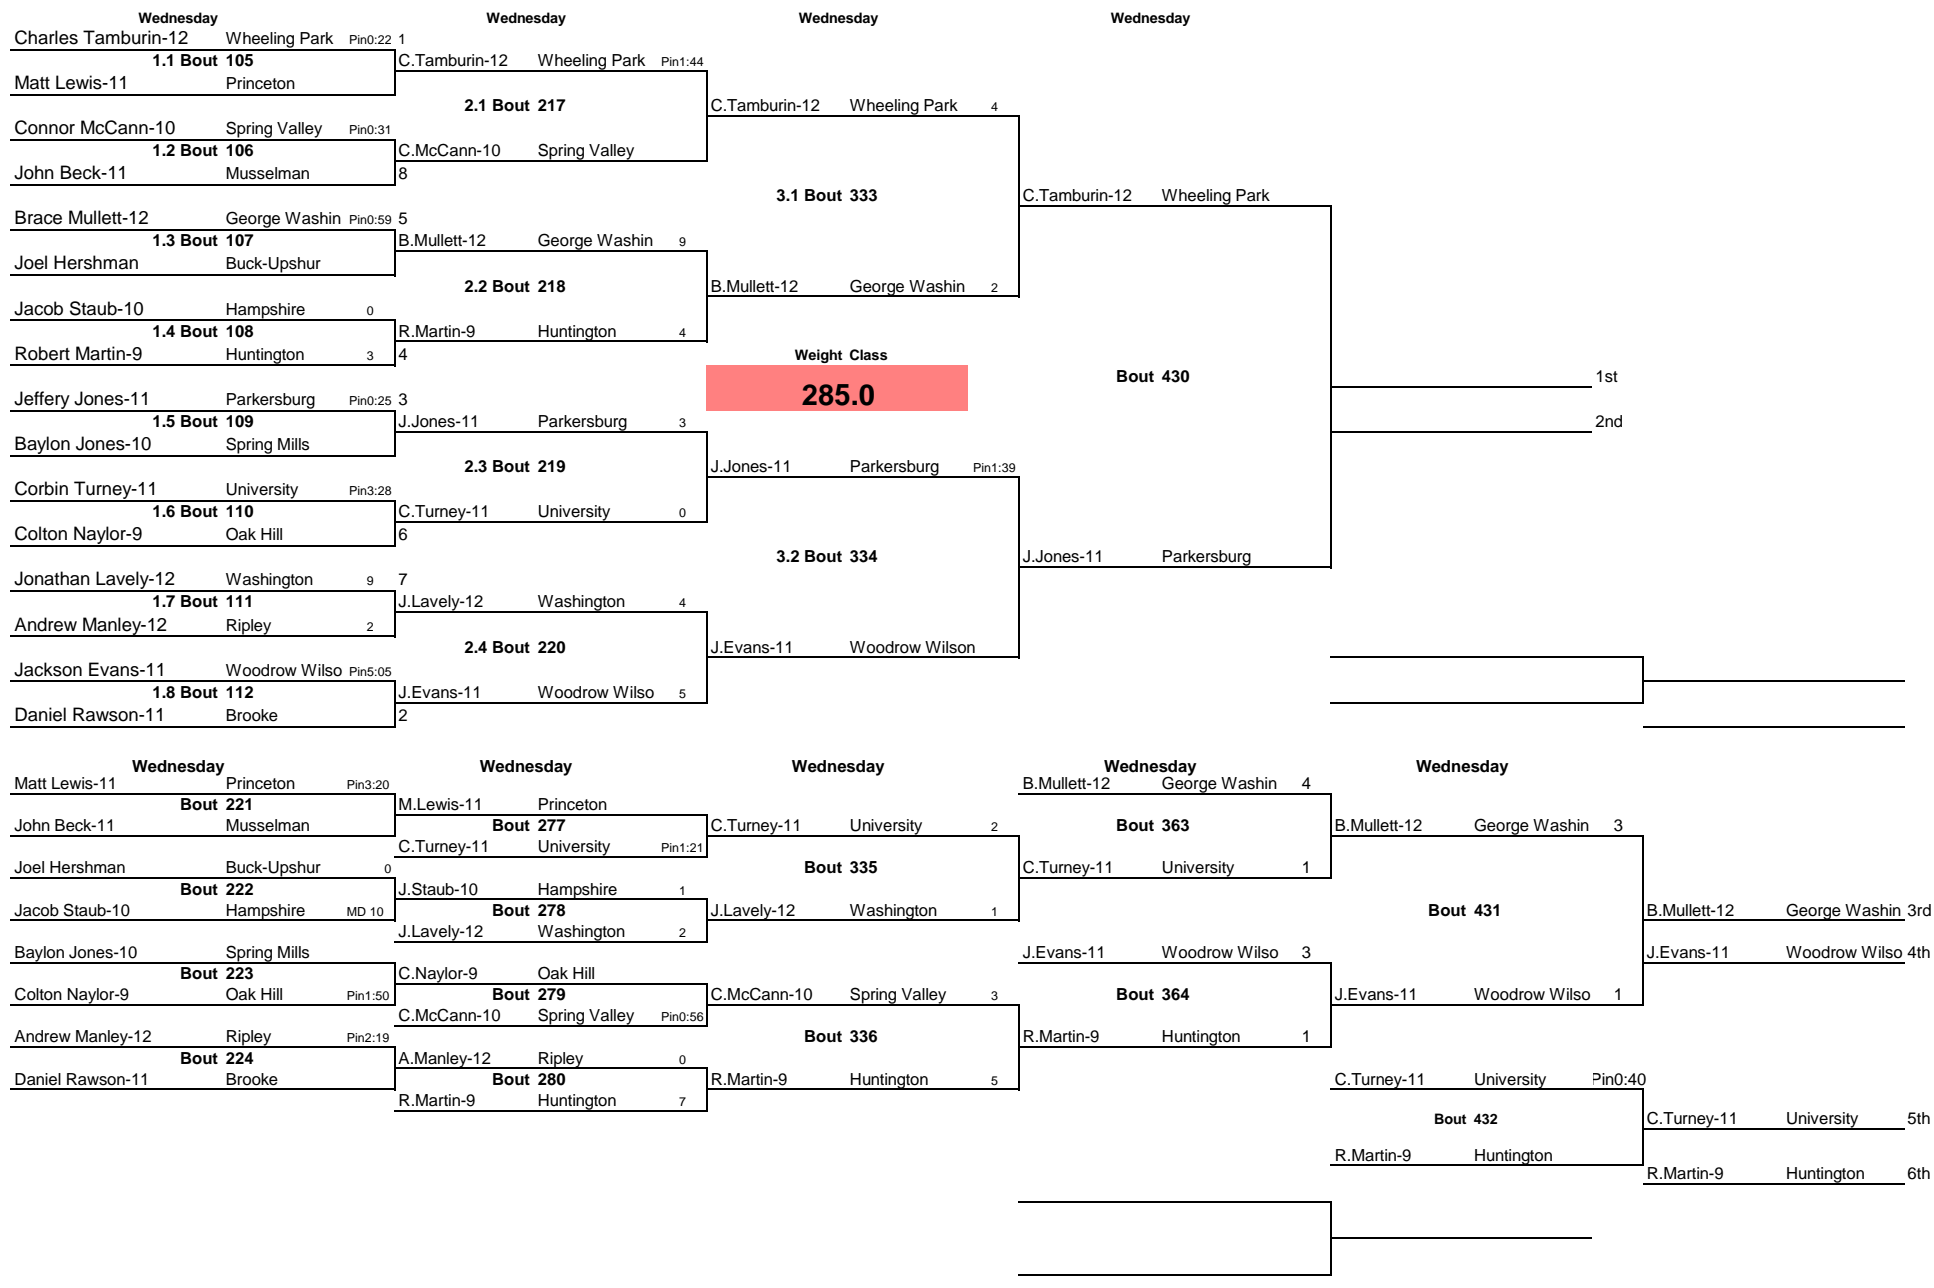 Wednesday Wednesday Wednesday Wednesday
Charles Tamburin-12 Wheeling Park Pin0:22 1
1.1 Bout 105 C.Tamburin-12 Wheeling Park Pin1:44
Matt Lewis-11 Princeton
2.1 Bout 217 C.Tamburin-12 Wheeling Park 4
Connor McCann-10 Spring Valley Pin0:31
1.2 Bout 106 C.McCann-10 Spring Valley
John Beck-11 Musselman 8
3.1 Bout 333 C.Tamburin-12 Wheeling Park
Brace Mullett-12 George Washin Pin0:59 5
1.3 Bout 107 B.Mullett-12 George Washin 9
Joel Hershman Buck-Upshur
2.2 Bout 218 B.Mullett-12 George Washin 2
Jacob Staub-10 Hampshire 0
1.4 Bout 108 R.Martin-9 Huntington 4
Robert Martin-9 Huntington 3 4 Weight Class
Bout 430 1st
Jeffery Jones-11 Parkersburg Pin0:25 3 285.0
1.5 Bout 109 J.Jones-11 Parkersburg 3 2nd
Baylon Jones-10 Spring Mills
2.3 Bout 219 J.Jones-11 Parkersburg Pin1:39
Corbin Turney-11 University Pin3:28
1.6 Bout 110 C.Turney-11 University 0
Colton Naylor-9 Oak Hill 6
3.2 Bout 334 J.Jones-11 Parkersburg
Jonathan Lavely-12 Washington 9 7
1.7 Bout 111 J.Lavely-12 Washington 4
Andrew Manley-12 Ripley 2
2.4 Bout 220 J.Evans-11 Woodrow Wilson
Jackson Evans-11 Woodrow Wilso Pin5:05
1.8 Bout 112 J.Evans-11 Woodrow Wilso 5
Daniel Rawson-11 Brooke 2
Wednesday Wednesday Wednesday Wednesday Wednesday
Matt Lewis-11 Princeton Pin3:20 B.Mullett-12 George Washin 4
Bout 221 M.Lewis-11 Princeton
John Beck-11 Musselman Bout 277 C.Turney-11 University 2 Bout 363 B.Mullett-12 George Washin 3
C.Turney-11 University Pin1:21
Joel Hershman Buck-Upshur 0 Bout 335 C.Turney-11 University 1
Bout 222 J.Staub-10 Hampshire 1
Jacob Staub-10 Hampshire MD 10 Bout 278 J.Lavely-12 Washington 1 Bout 431 B.Mullett-12 George Washin 3rd
J.Lavely-12 Washington 2
Baylon Jones-10 Spring Mills J.Evans-11 Woodrow Wilso 3 J.Evans-11 Woodrow Wilso 4th
Bout 223 C.Naylor-9 Oak Hill
Colton Naylor-9 Oak Hill Pin1:50 Bout 279 C.McCann-10 Spring Valley 3 Bout 364 J.Evans-11 Woodrow Wilso 1
C.McCann-10 Spring Valley Pin0:56
Andrew Manley-12 Ripley Pin2:19 Bout 336 R.Martin-9 Huntington 1
Bout 224 A.Manley-12 Ripley 0
Daniel Rawson-11 Brooke Bout 280 R.Martin-9 Huntington 5 C.Turney-11 University Pin0:40
R.Martin-9 Huntington 7
Bout 432 C.Turney-11 University 5th
R.Martin-9 Huntington
R.Martin-9 Huntington 6th